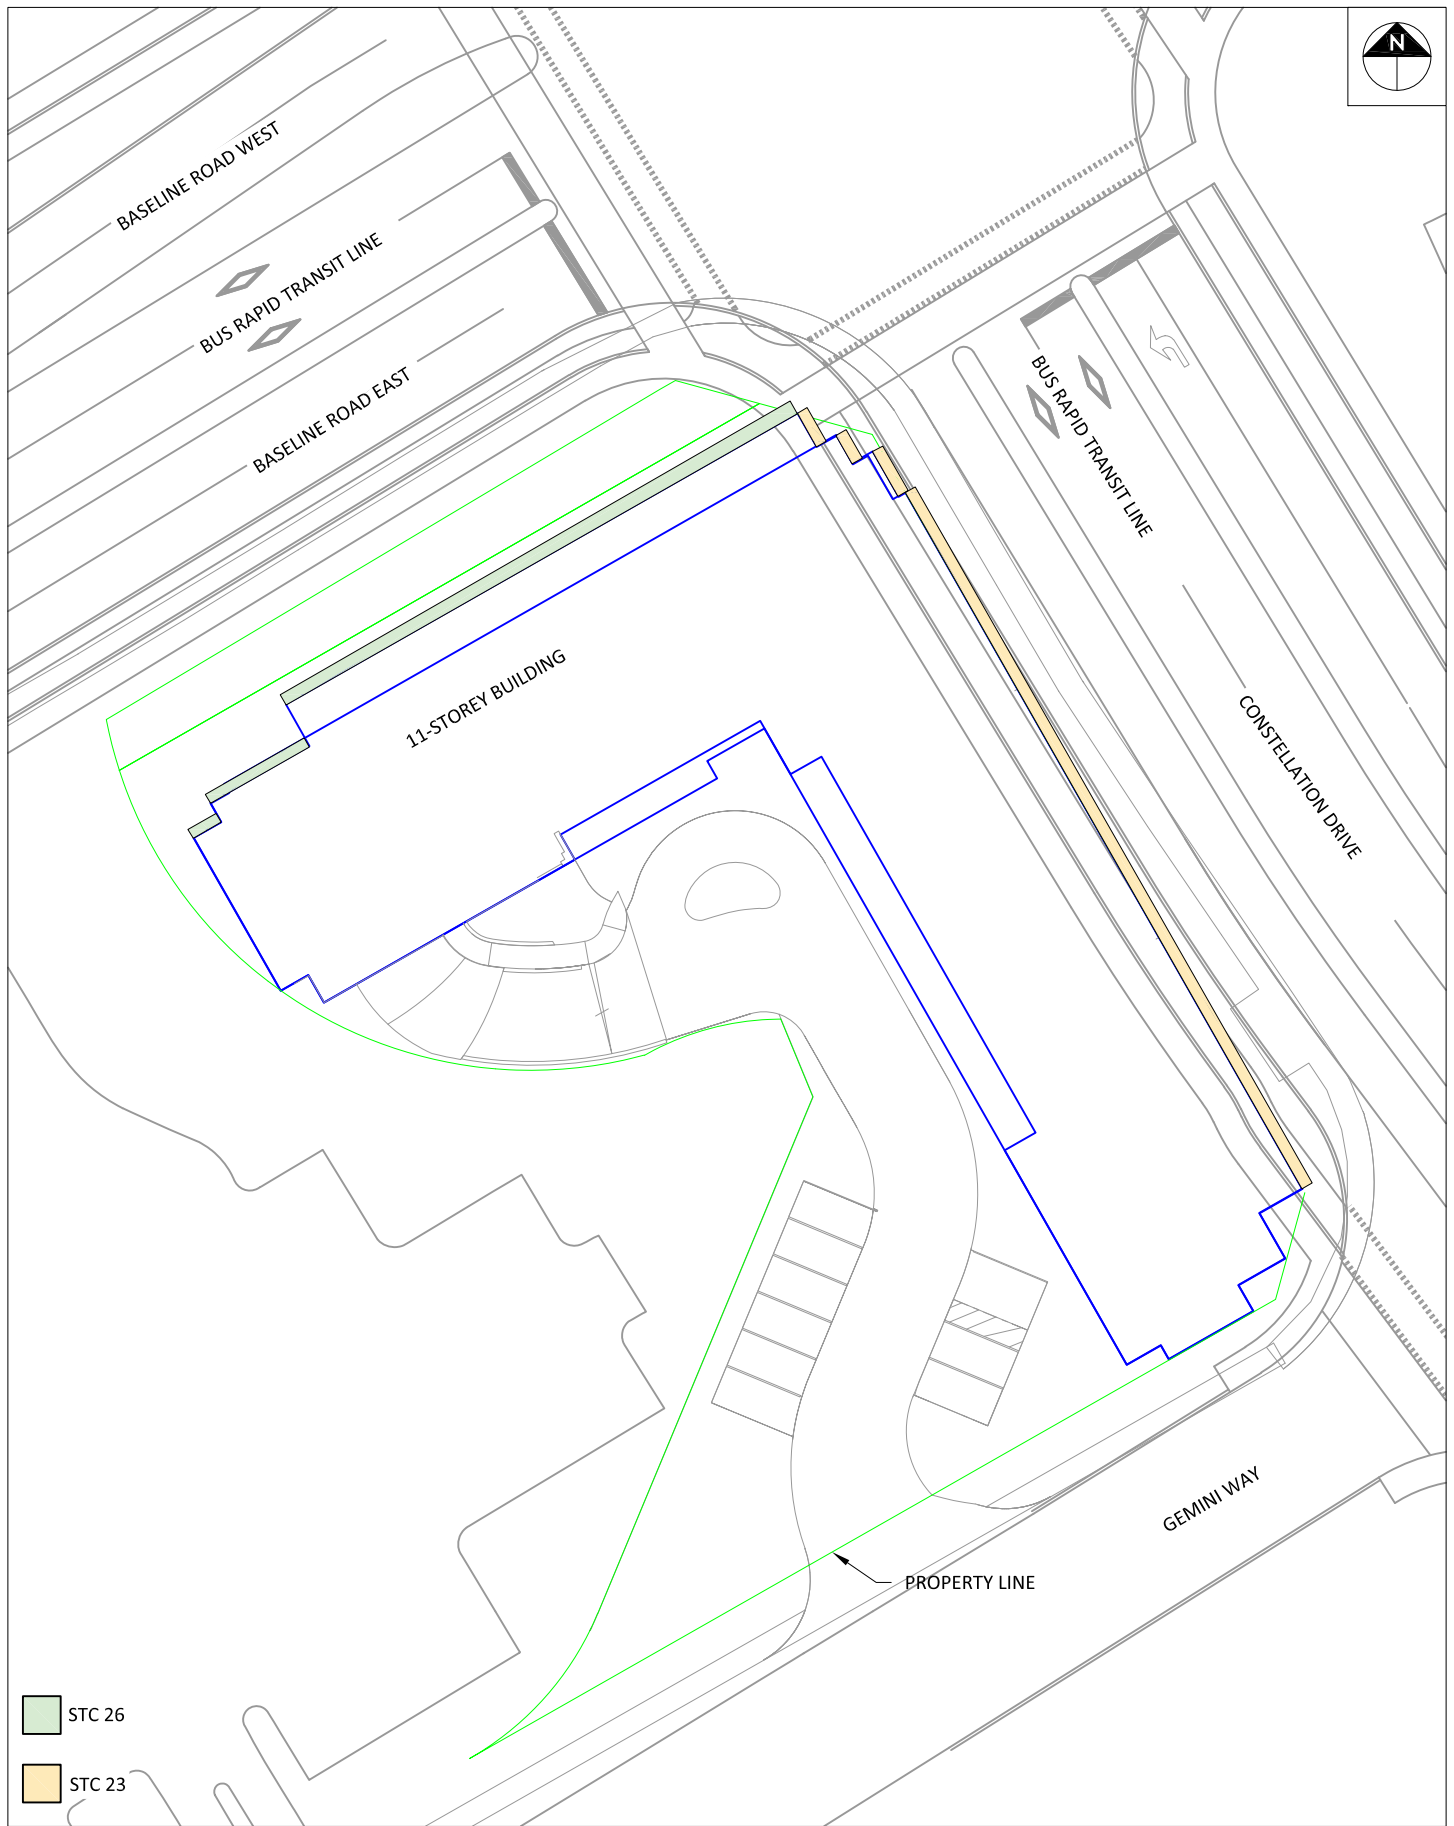 N
BASELINE ROAD WEST
BUS RAPID TRANSIT LINE
BASELINE ROAD EAST
BUS RAPID TRANSIT LINE
11-STOREY BUILDING
CONSTELLATION DRIVE
GEMINI WAY
PROPERTY LINE
STC 26
STC 23